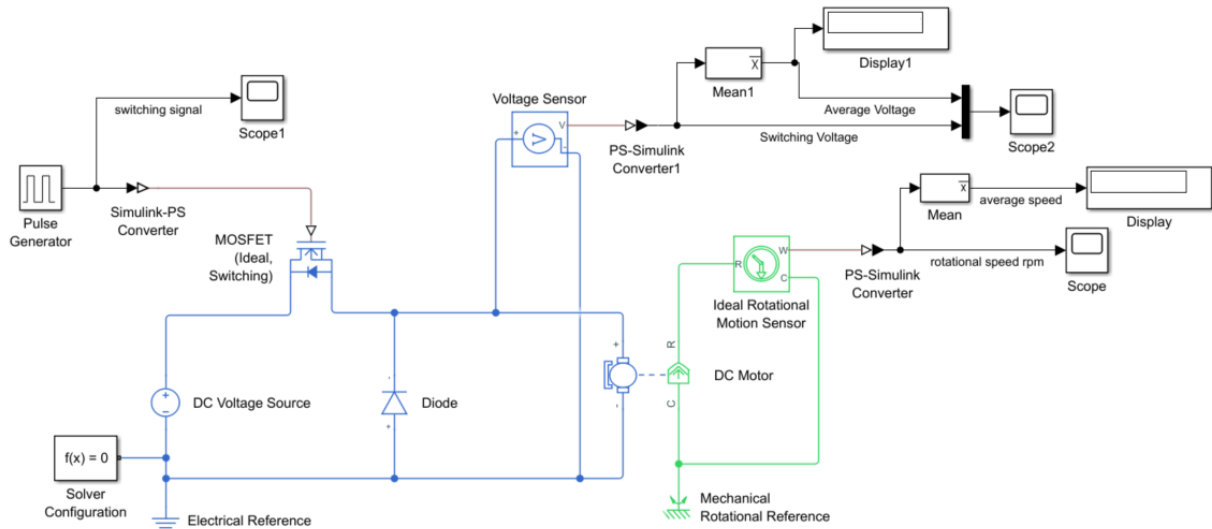 switching signal
Scope1
Pulse
Generator
Simulink-PS
Converter
MOSFET
(Ideal,
Switching)
DC Voltage Source
f(x) = 0
Solver
Configuration
Electrical Reference
Diode
Voltage Sensor
+
V
-
PS-Simulink
Converter1
Mean1
Display1
Average Voltage
Switching Voltage
Scope2
Mean
average speed
Display
rotational speed rpm
Scope
PS-Simulink
Converter
R
W
C
Ideal Rotational
Motion Sensor
DC Motor
R
C
+
-
-
+
+
−
V
x
x
Mechanical
Rotational Reference